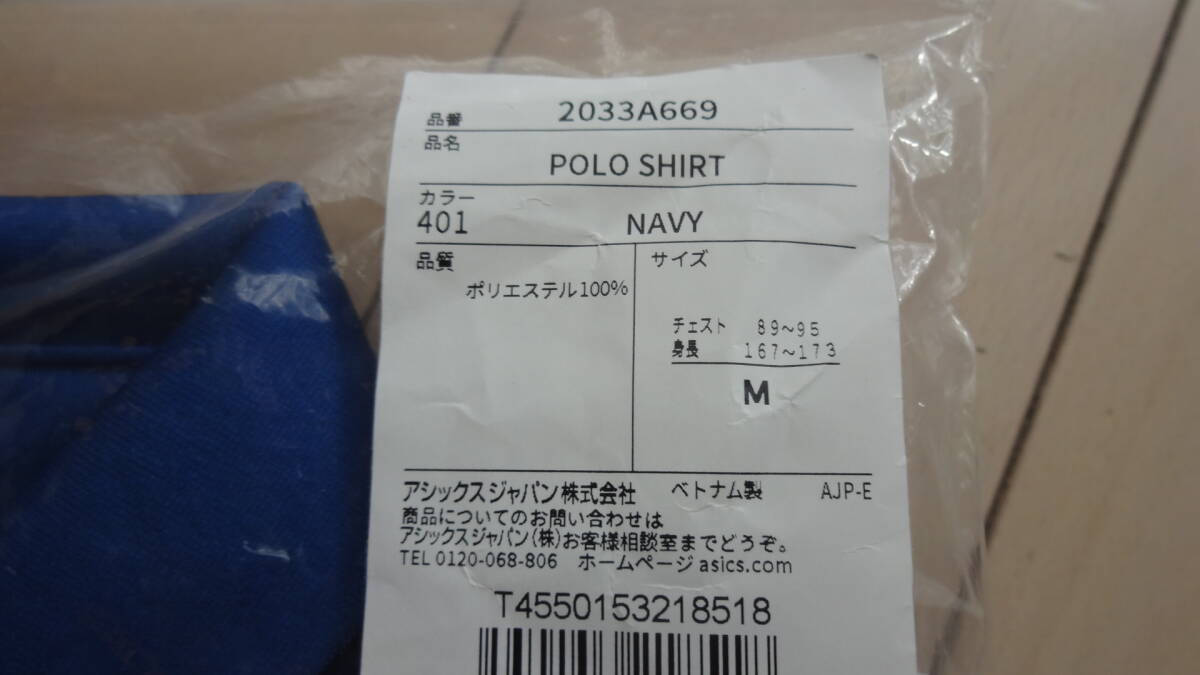 品番 2033A669
品名
POLO SHIRT
カラー
401 NAVY
品質
ポリエステル100%
サイズ
チェスト 89~95
身長 167~173
M
アシックスジャパン株式会社 ベトナム製 AJP-E
商品についてのお問い合わせは
アシックスジャパン(株)お客様相談室までどうぞ。
TEL 0120-068-806 ホームページ asics.com
T4550153218518